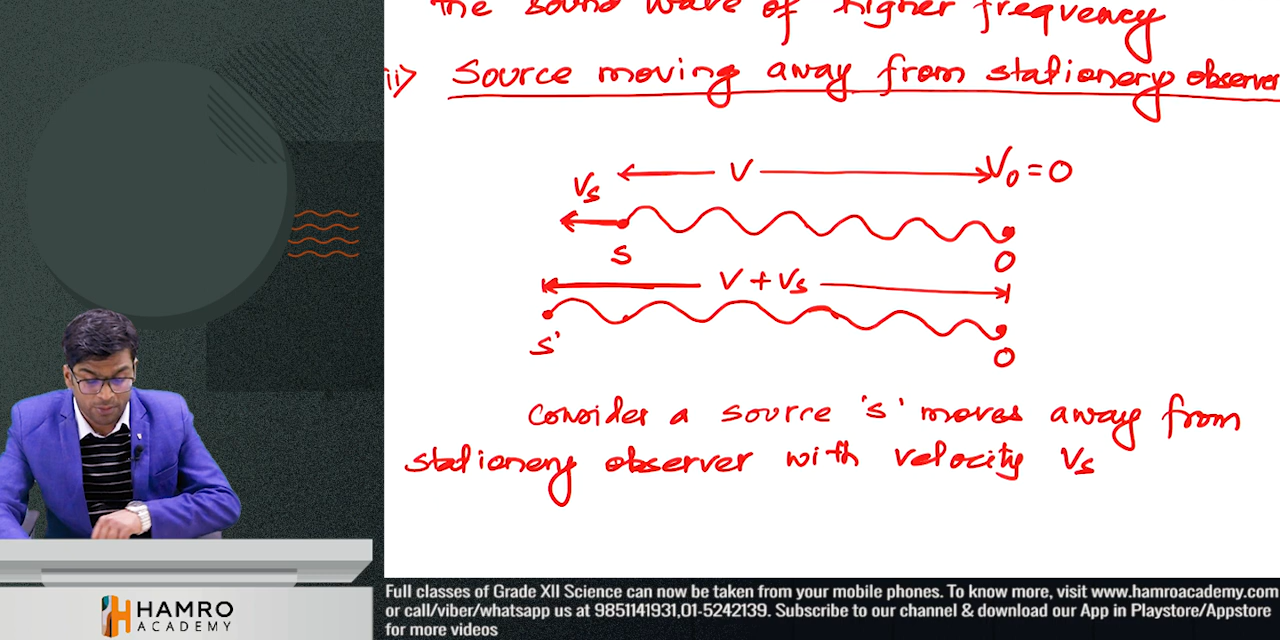 the sound wave of higher frequency
ii) Source moving away from stationery observer
V V₀ = 0
Vs
S O
V + Vs
S' O
Consider a source 's' moves away from
stationery observer with velocity Vs
HAMRO
ACADEMY
Full classes of Grade XII Science can now be taken from your mobile phones. To know more, visit www.hamroacademy.com
or call/viber/whatsapp us at 9851141931,01-5242139. Subscribe to our channel & download our App in Playstore/Appstore
for more videos